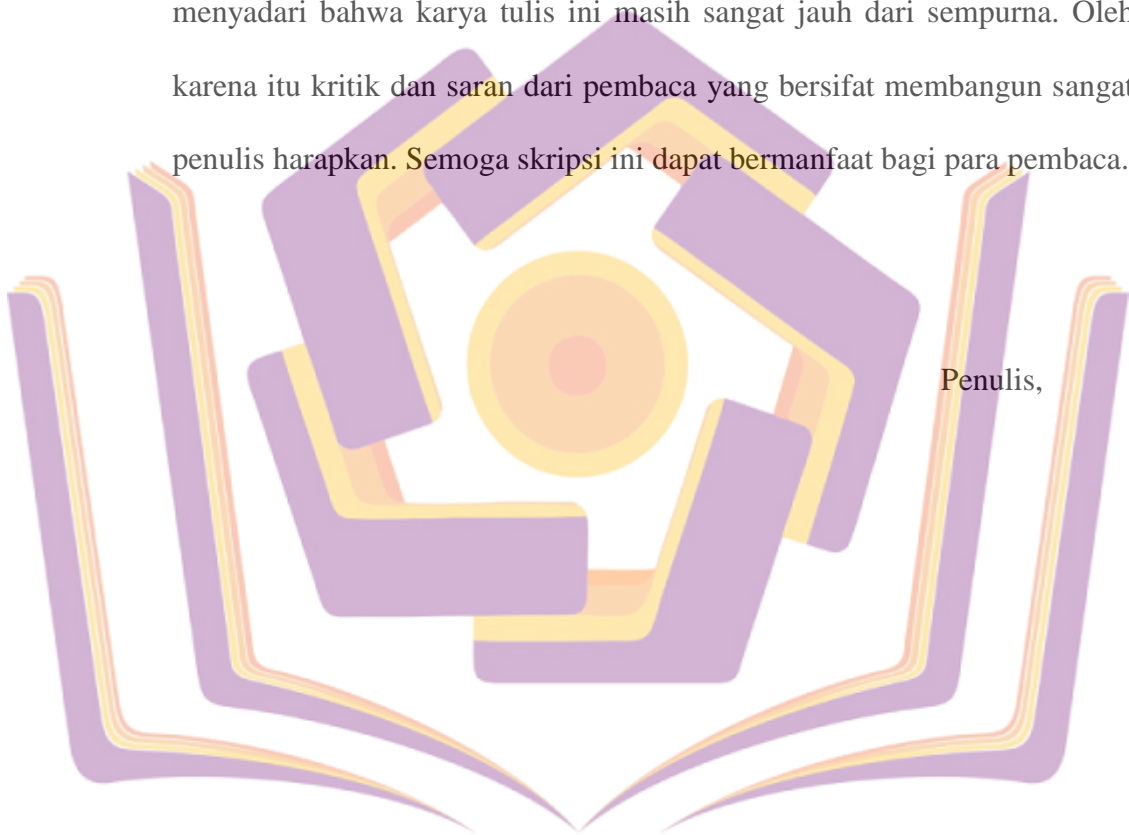 menyadari bahwa karya tulis ini masih sangat jauh dari sempurna. Oleh
karena itu kritik dan saran dari pembaca yang bersifat membangun sangat
penulis harapkan. Semoga skripsi ini dapat bermanfaat bagi para pembaca.
Penulis,